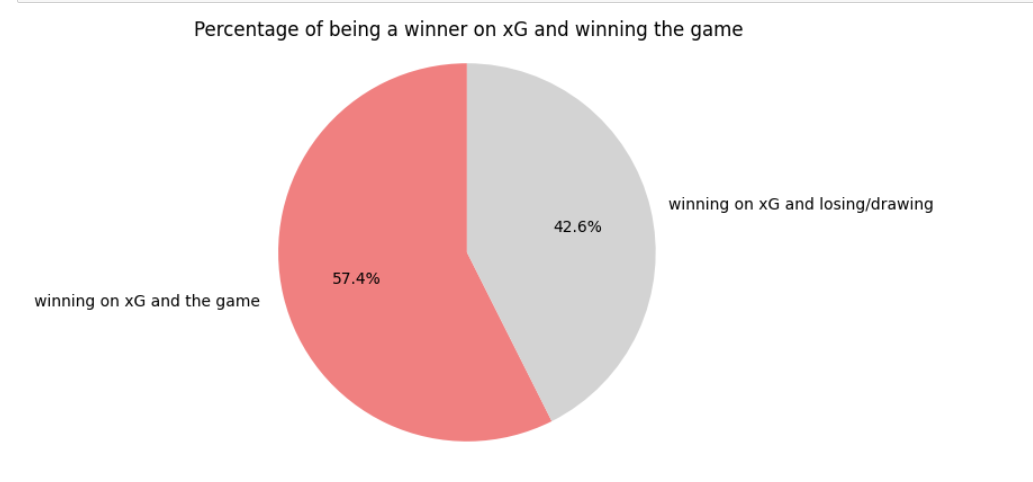 Percentage of being a winner on xG and winning the game
winning on xG and losing/drawing
42.6%
57.4%
winning on xG and the game